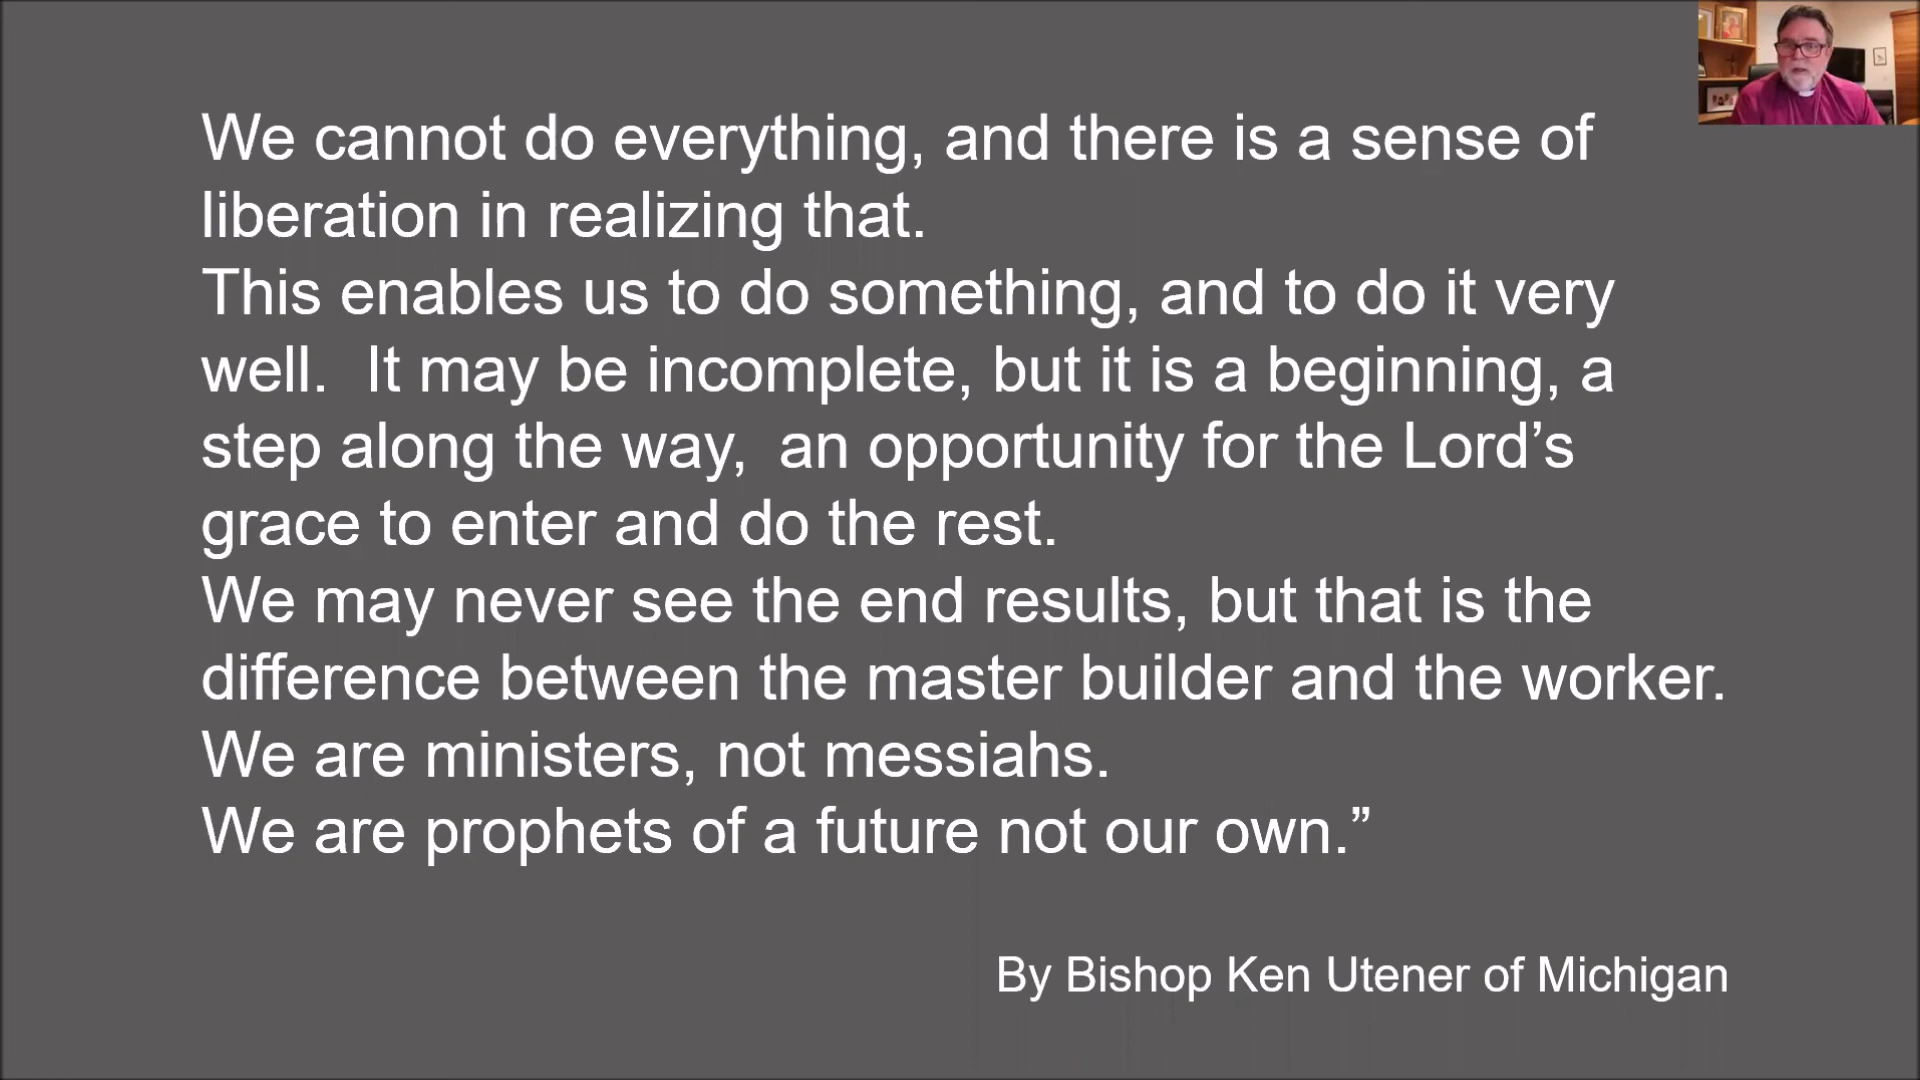 We cannot do everything, and there is a sense of
liberation in realizing that.
This enables us to do something, and to do it very
well.  It may be incomplete, but it is a beginning, a
step along the way,  an opportunity for the Lord’s
grace to enter and do the rest.
We may never see the end results, but that is the
difference between the master builder and the worker.
We are ministers, not messiahs.
We are prophets of a future not our own.”
By Bishop Ken Utener of Michigan